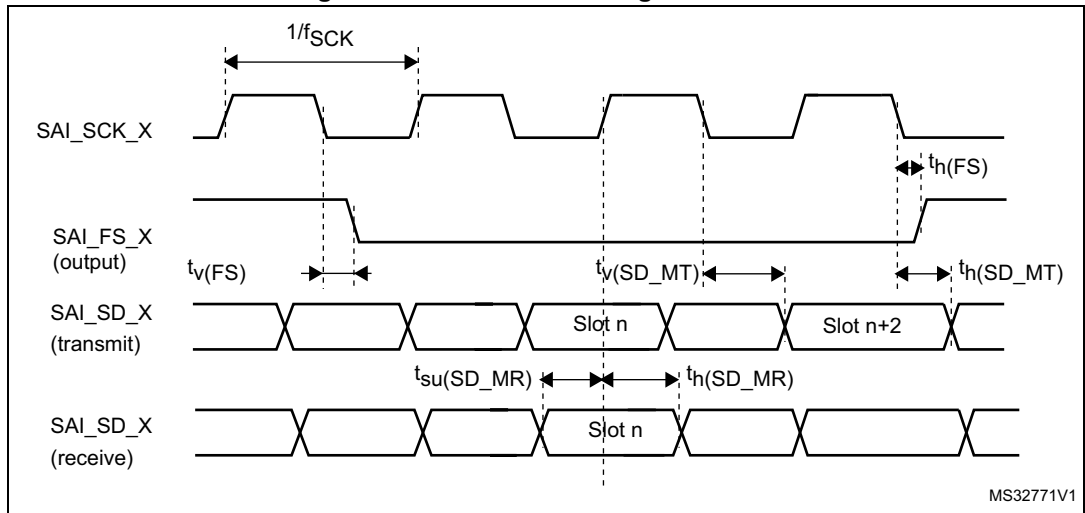 1/fSCK
SAI_SCK_X
th(FS)
SAI_FS_X
(output)
tv(FS)
tv(SD_MT)
th(SD_MT)
SAI_SD_X
(transmit)
Slot n
Slot n+2
tsu(SD_MR)
th(SD_MR)
SAI_SD_X
(receive)
Slot n
MS32771V1